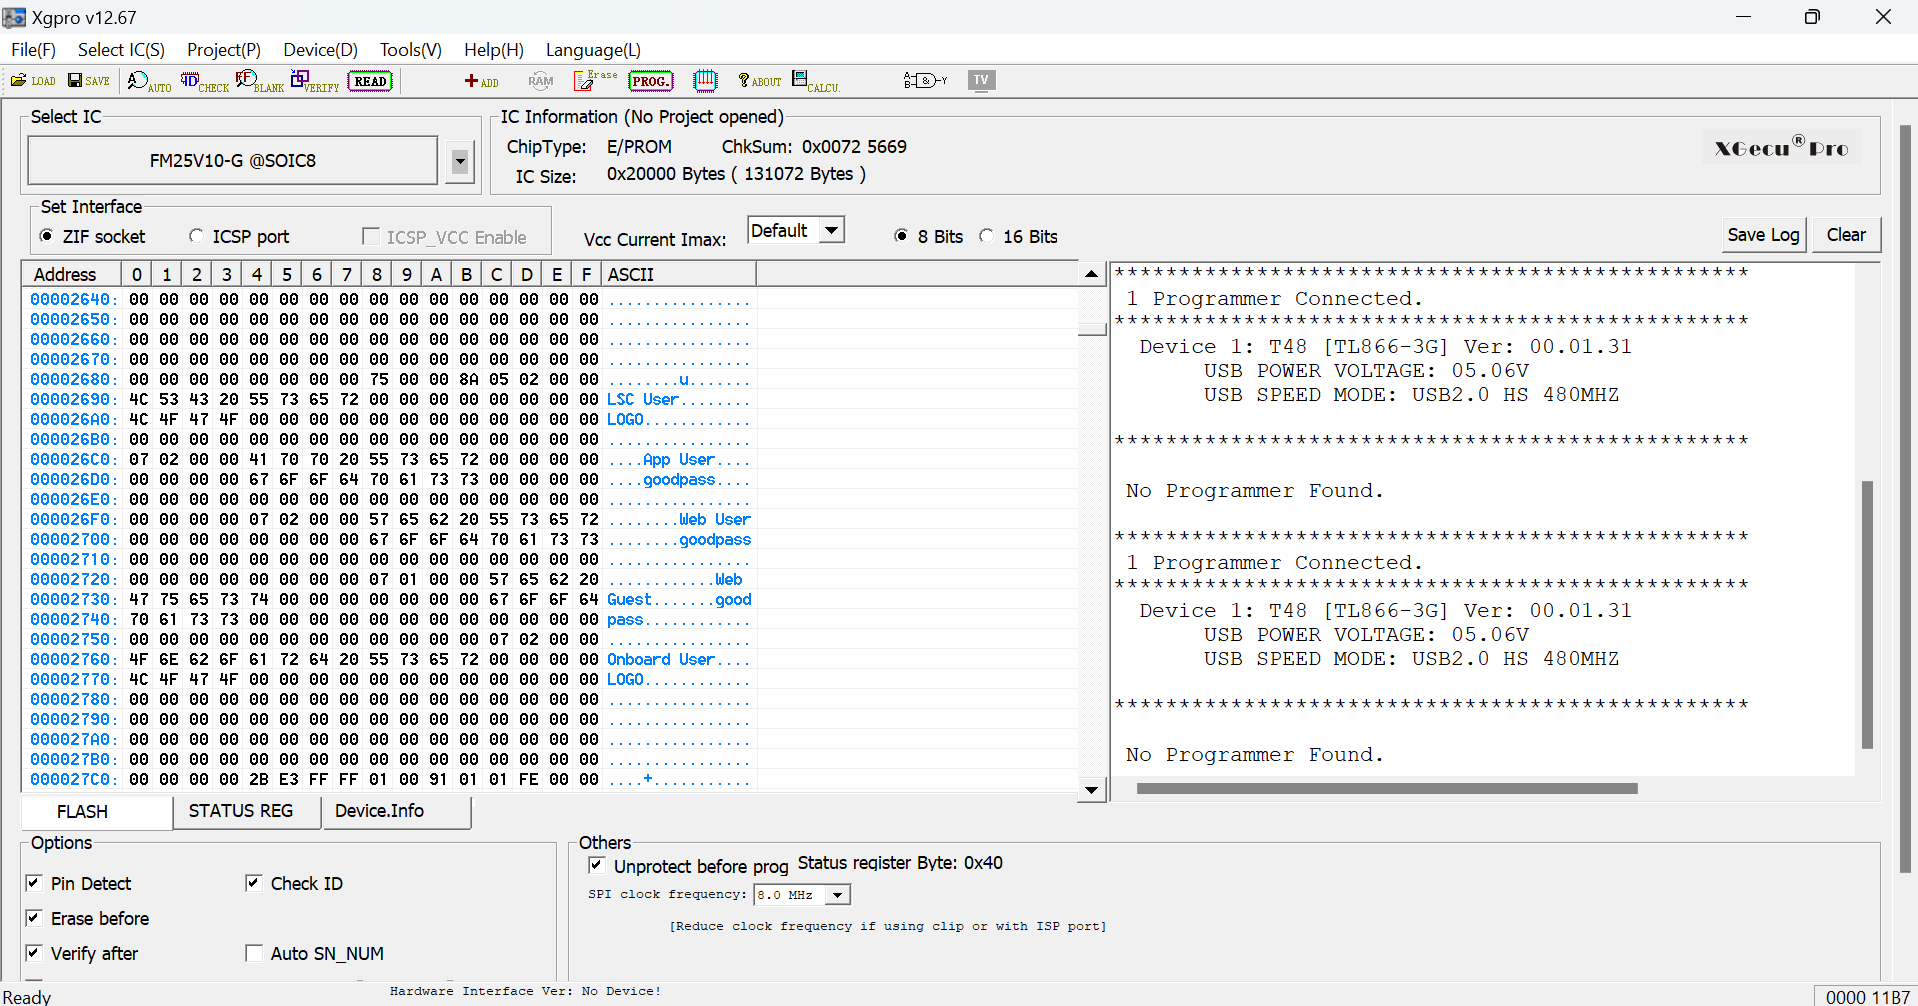 Xgpro v12.67
File(F) Select IC(S) Project(P) Device(D) Tools(V) Help(H) Language(L)
LOAD SAVE AUTO CHECK BLANK VERIFY READ ADD RAM Erase PROG. ABOUT CALCU. TV
Select IC
FM25V10-G @SOIC8
IC Information (No Project opened)
ChipType: E/PROM ChkSum: 0x0072 5669
IC Size: 0x20000 Bytes ( 131072 Bytes )
XGecu® Pro
Set Interface
ZIF socket ICSP port ICSP_VCC Enable
Vcc Current Imax: Default 8 Bits 16 Bits
Save Log Clear
Address 0 1 2 3 4 5 6 7 8 9 A B C D E F ASCII
00002640: 00 00 00 00 00 00 00 00 00 00 00 00 00 00 00 00 ................
00002650: 00 00 00 00 00 00 00 00 00 00 00 00 00 00 00 00 ................
00002660: 00 00 00 00 00 00 00 00 00 00 00 00 00 00 00 00 ................
00002670: 00 00 00 00 00 00 00 00 00 00 00 00 00 00 00 00 ................
00002680: 00 00 00 00 00 00 00 00 75 00 00 8A 05 02 00 00 ........u.......
00002690: 4C 53 43 20 55 73 65 72 00 00 00 00 00 00 00 00 LSC User........
000026A0: 4C 4F 47 4F 00 00 00 00 00 00 00 00 00 00 00 00 LOGO............
000026B0: 00 00 00 00 00 00 00 00 00 00 00 00 00 00 00 00 ................
000026C0: 07 02 00 00 41 70 70 20 55 73 65 72 00 00 00 00 ....App User....
000026D0: 00 00 00 00 67 6F 6F 64 70 61 73 73 00 00 00 00 ....goodpass....
000026E0: 00 00 00 00 00 00 00 00 00 00 00 00 00 00 00 00 ................
000026F0: 00 00 00 00 07 02 00 00 57 65 62 20 55 73 65 72 ........Web User
00002700: 00 00 00 00 00 00 00 00 67 6F 6F 64 70 61 73 73 ........goodpass
00002710: 00 00 00 00 00 00 00 00 00 00 00 00 00 00 00 00 ................
00002720: 00 00 00 00 00 00 00 00 07 01 00 00 57 65 62 20 ............Web
00002730: 47 75 65 73 74 00 00 00 00 00 00 00 67 6F 6F 64 Guest.......good
00002740: 70 61 73 73 00 00 00 00 00 00 00 00 00 00 00 00 pass............
00002750: 00 00 00 00 00 00 00 00 00 00 00 00 07 02 00 00 ................
00002760: 4F 6E 62 6F 61 72 64 20 55 73 65 72 00 00 00 00 Onboard User....
00002770: 4C 4F 47 4F 00 00 00 00 00 00 00 00 00 00 00 00 LOGO............
00002780: 00 00 00 00 00 00 00 00 00 00 00 00 00 00 00 00 ................
00002790: 00 00 00 00 00 00 00 00 00 00 00 00 00 00 00 00 ................
000027A0: 00 00 00 00 00 00 00 00 00 00 00 00 00 00 00 00 ................
000027B0: 00 00 00 00 00 00 00 00 00 00 00 00 00 00 00 00 ................
000027C0: 00 00 00 00 2B E3 FF FF 01 00 91 01 01 FE 00 00 ....+...........
*************************************************
1 Programmer Connected.
*************************************************
Device 1: T48 [TL866-3G] Ver: 00.01.31
USB POWER VOLTAGE: 05.06V
USB SPEED MODE: USB2.0 HS 480MHZ
*************************************************
No Programmer Found.
*************************************************
1 Programmer Connected.
*************************************************
Device 1: T48 [TL866-3G] Ver: 00.01.31
USB POWER VOLTAGE: 05.06V
USB SPEED MODE: USB2.0 HS 480MHZ
*************************************************
No Programmer Found.
FLASH STATUS REG Device.Info
Options
Pin Detect Check ID
Erase before
Verify after Auto SN_NUM
Others
Unprotect before prog Status register Byte: 0x40
SPI clock frequency: 8.0 MHz
[Reduce clock frequency if using clip or with ISP port]
Ready Hardware Interface Ver: No Device! 0000 11B7